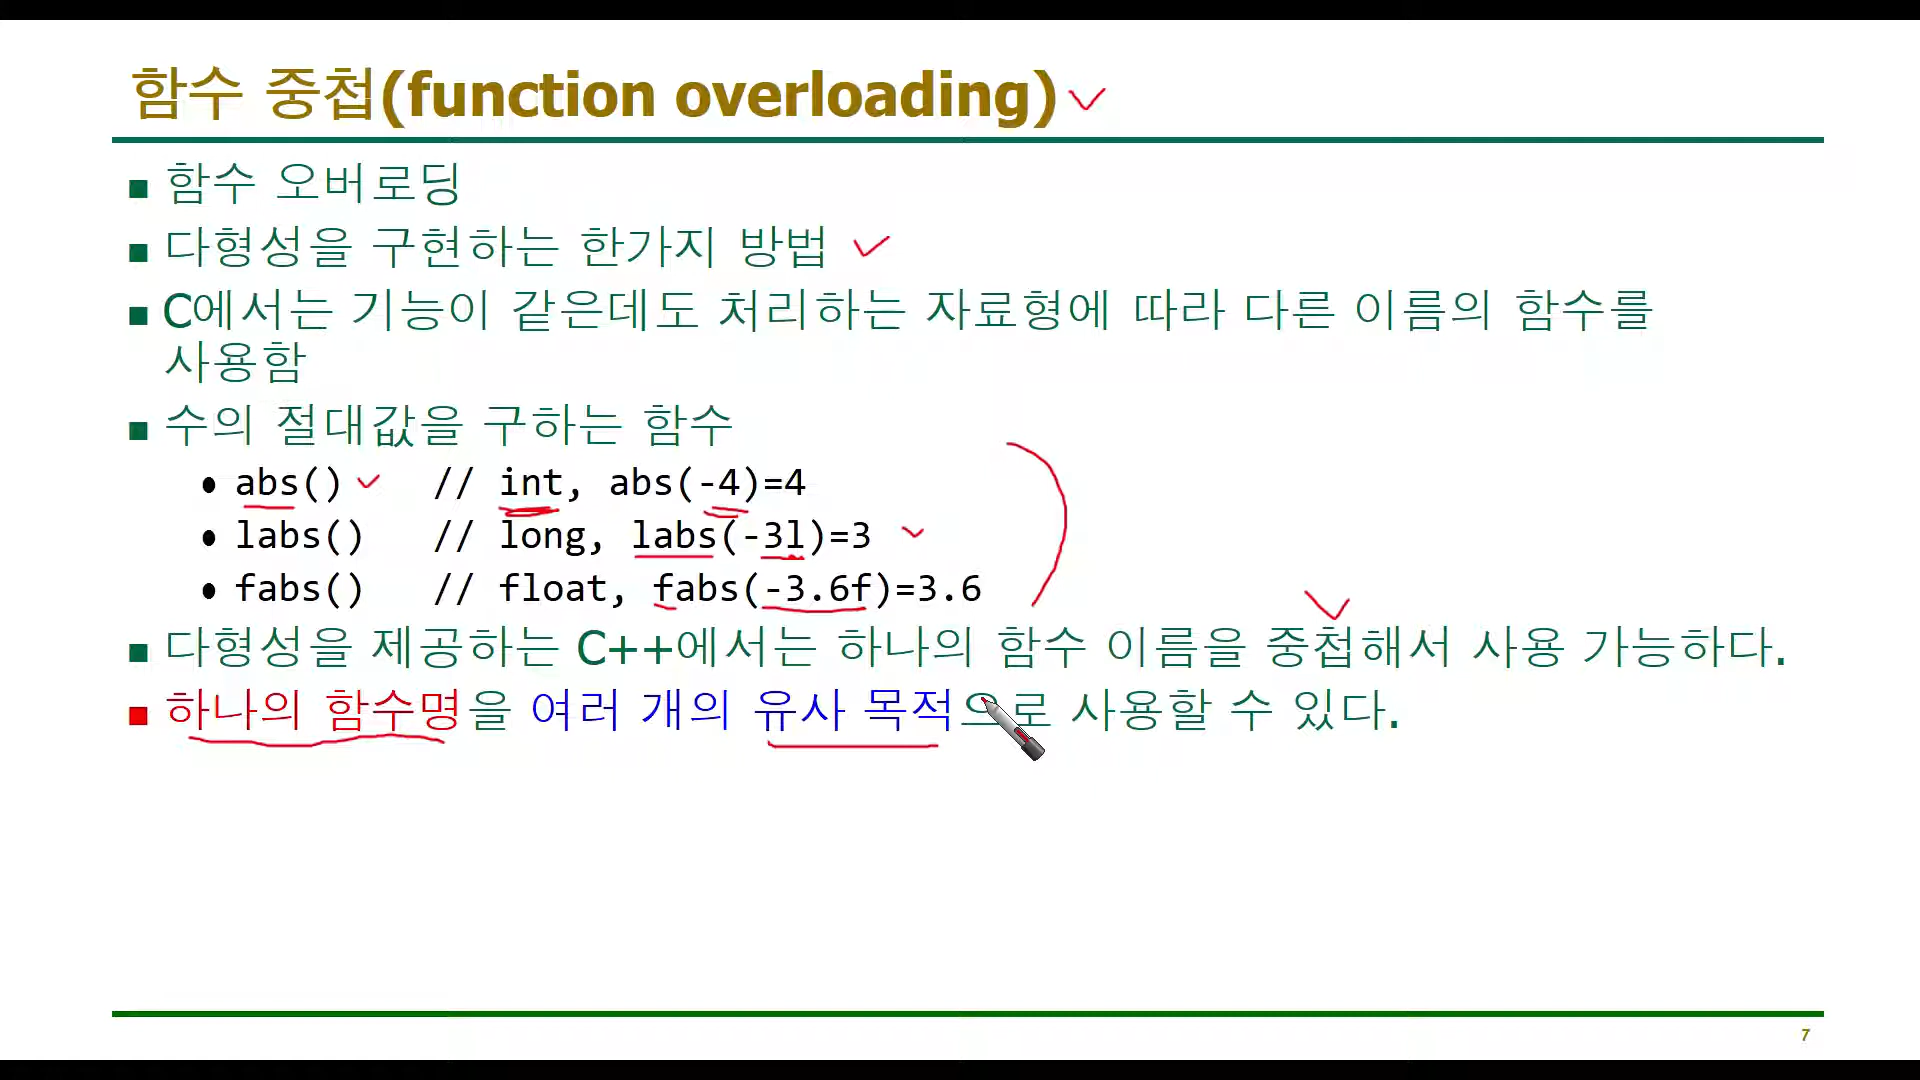 함수 중첩(function overloading)
■ 함수 오버로딩
■ 다형성을 구현하는 한가지 방법
■ C에서는 기능이 같은데도 처리하는 자료형에 따라 다른 이름의 함수를
사용함
■ 수의 절대값을 구하는 함수
● abs() // int, abs(-4)=4
● labs() // long, labs(-3l)=3
● fabs() // float, fabs(-3.6f)=3.6
■ 다형성을 제공하는 C++에서는 하나의 함수 이름을 중첩해서 사용 가능하다.
■ 하나의 함수명을 여러 개의 유사 목적으로 사용할 수 있다.
7